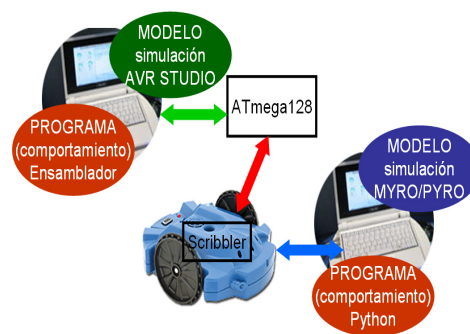 MODELO
simulación
AVR STUDIO
ATmega128
PROGRAMA
(comportamiento)
Ensamblador
MODELO
simulación
MYRO/PYRO
Scribbler
PROGRAMA
(comportamiento)
Python